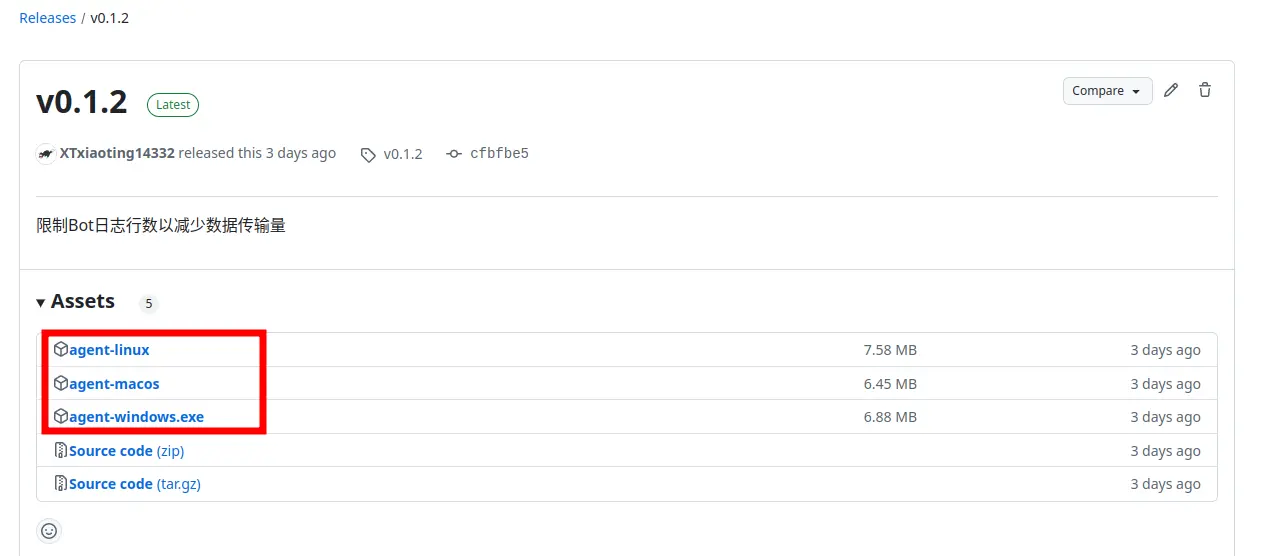 Releases / v0.1.2
v0.1.2 Latest Compare
XTxiaoting14332 released this 3 days ago v0.1.2 cfbfbe5
限制Bot日志行数以减少数据传输量
Assets 5
agent-linux 7.58 MB 3 days ago
agent-macos 6.45 MB 3 days ago
agent-windows.exe 6.88 MB 3 days ago
Source code (zip) 3 days ago
Source code (tar.gz) 3 days ago